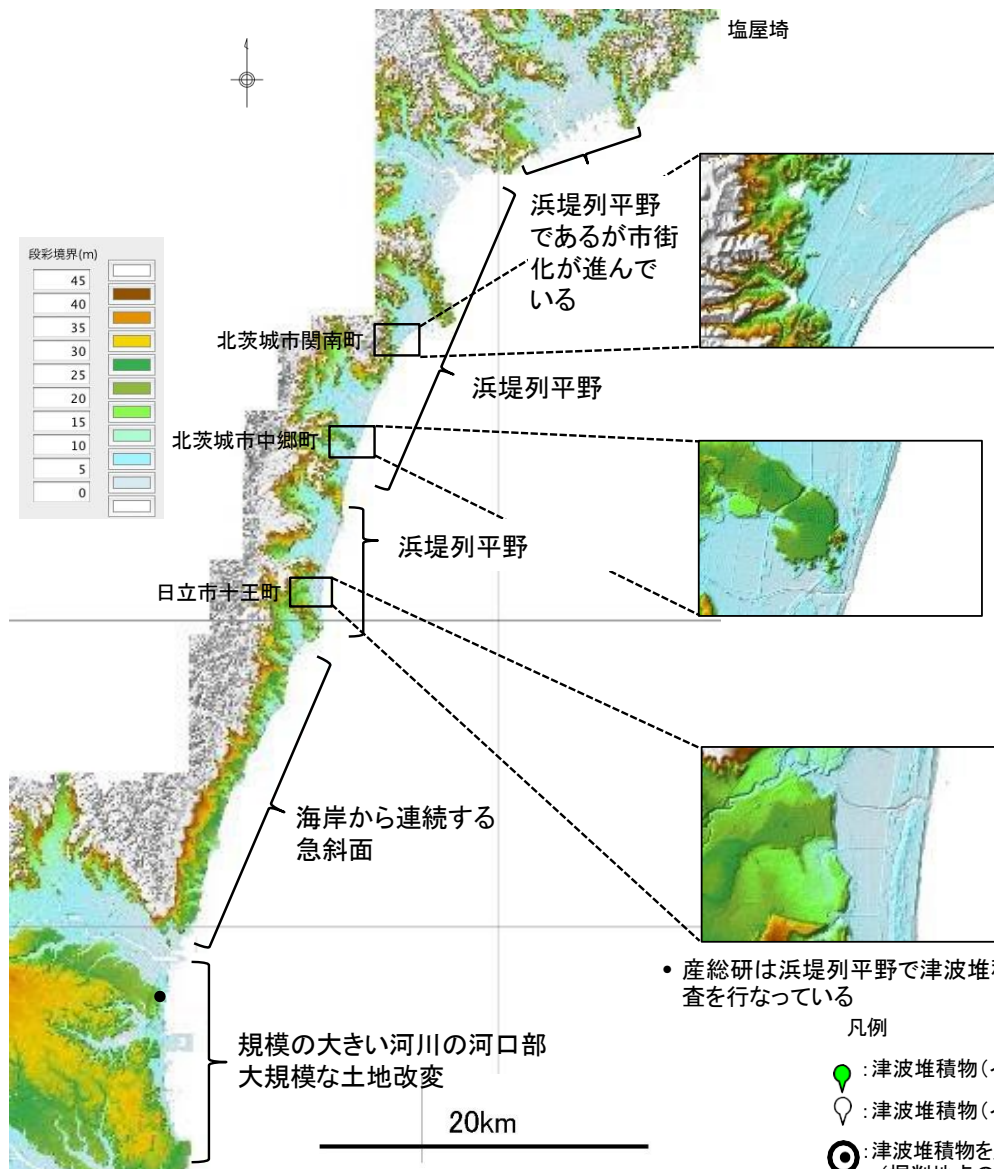 塩屋埼
浜堤列平野
であるが市街
化が進んで
いる
段彩境界(m)
45
40
35
30
25
20
15
10
5
0
北茨城市関南町
浜堤列平野
北茨城市中郷町
浜堤列平野
日立市十王町
海岸から連続する
急斜面
• 産総研は浜堤列平野で津波堆積
査を行なっている
規模の大きい河川の河口部
大規模な土地改変
20km
凡例
:津波堆積物(イ
:津波堆積物(イ
:津波堆積物を